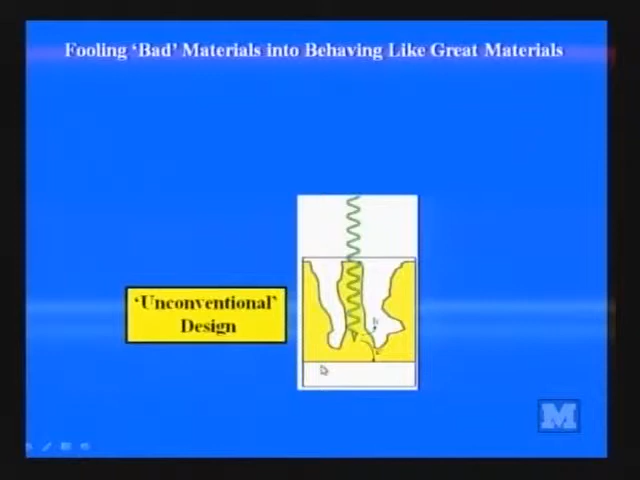 Fooling 'Bad' Materials into Behaving Like Great Materials
'Unconventional'
Design
M